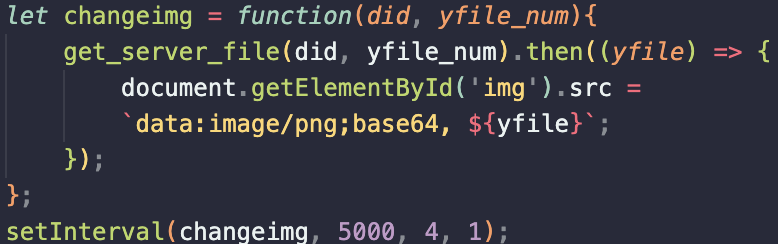 let changeimg = function(did, yfile_num){
    get_server_file(did, yfile_num).then((yfile) => {
        document.getElementById('img').src =
        `data:image/png;base64, ${yfile}`;
    });
};
setInterval(changeimg, 5000, 4, 1);